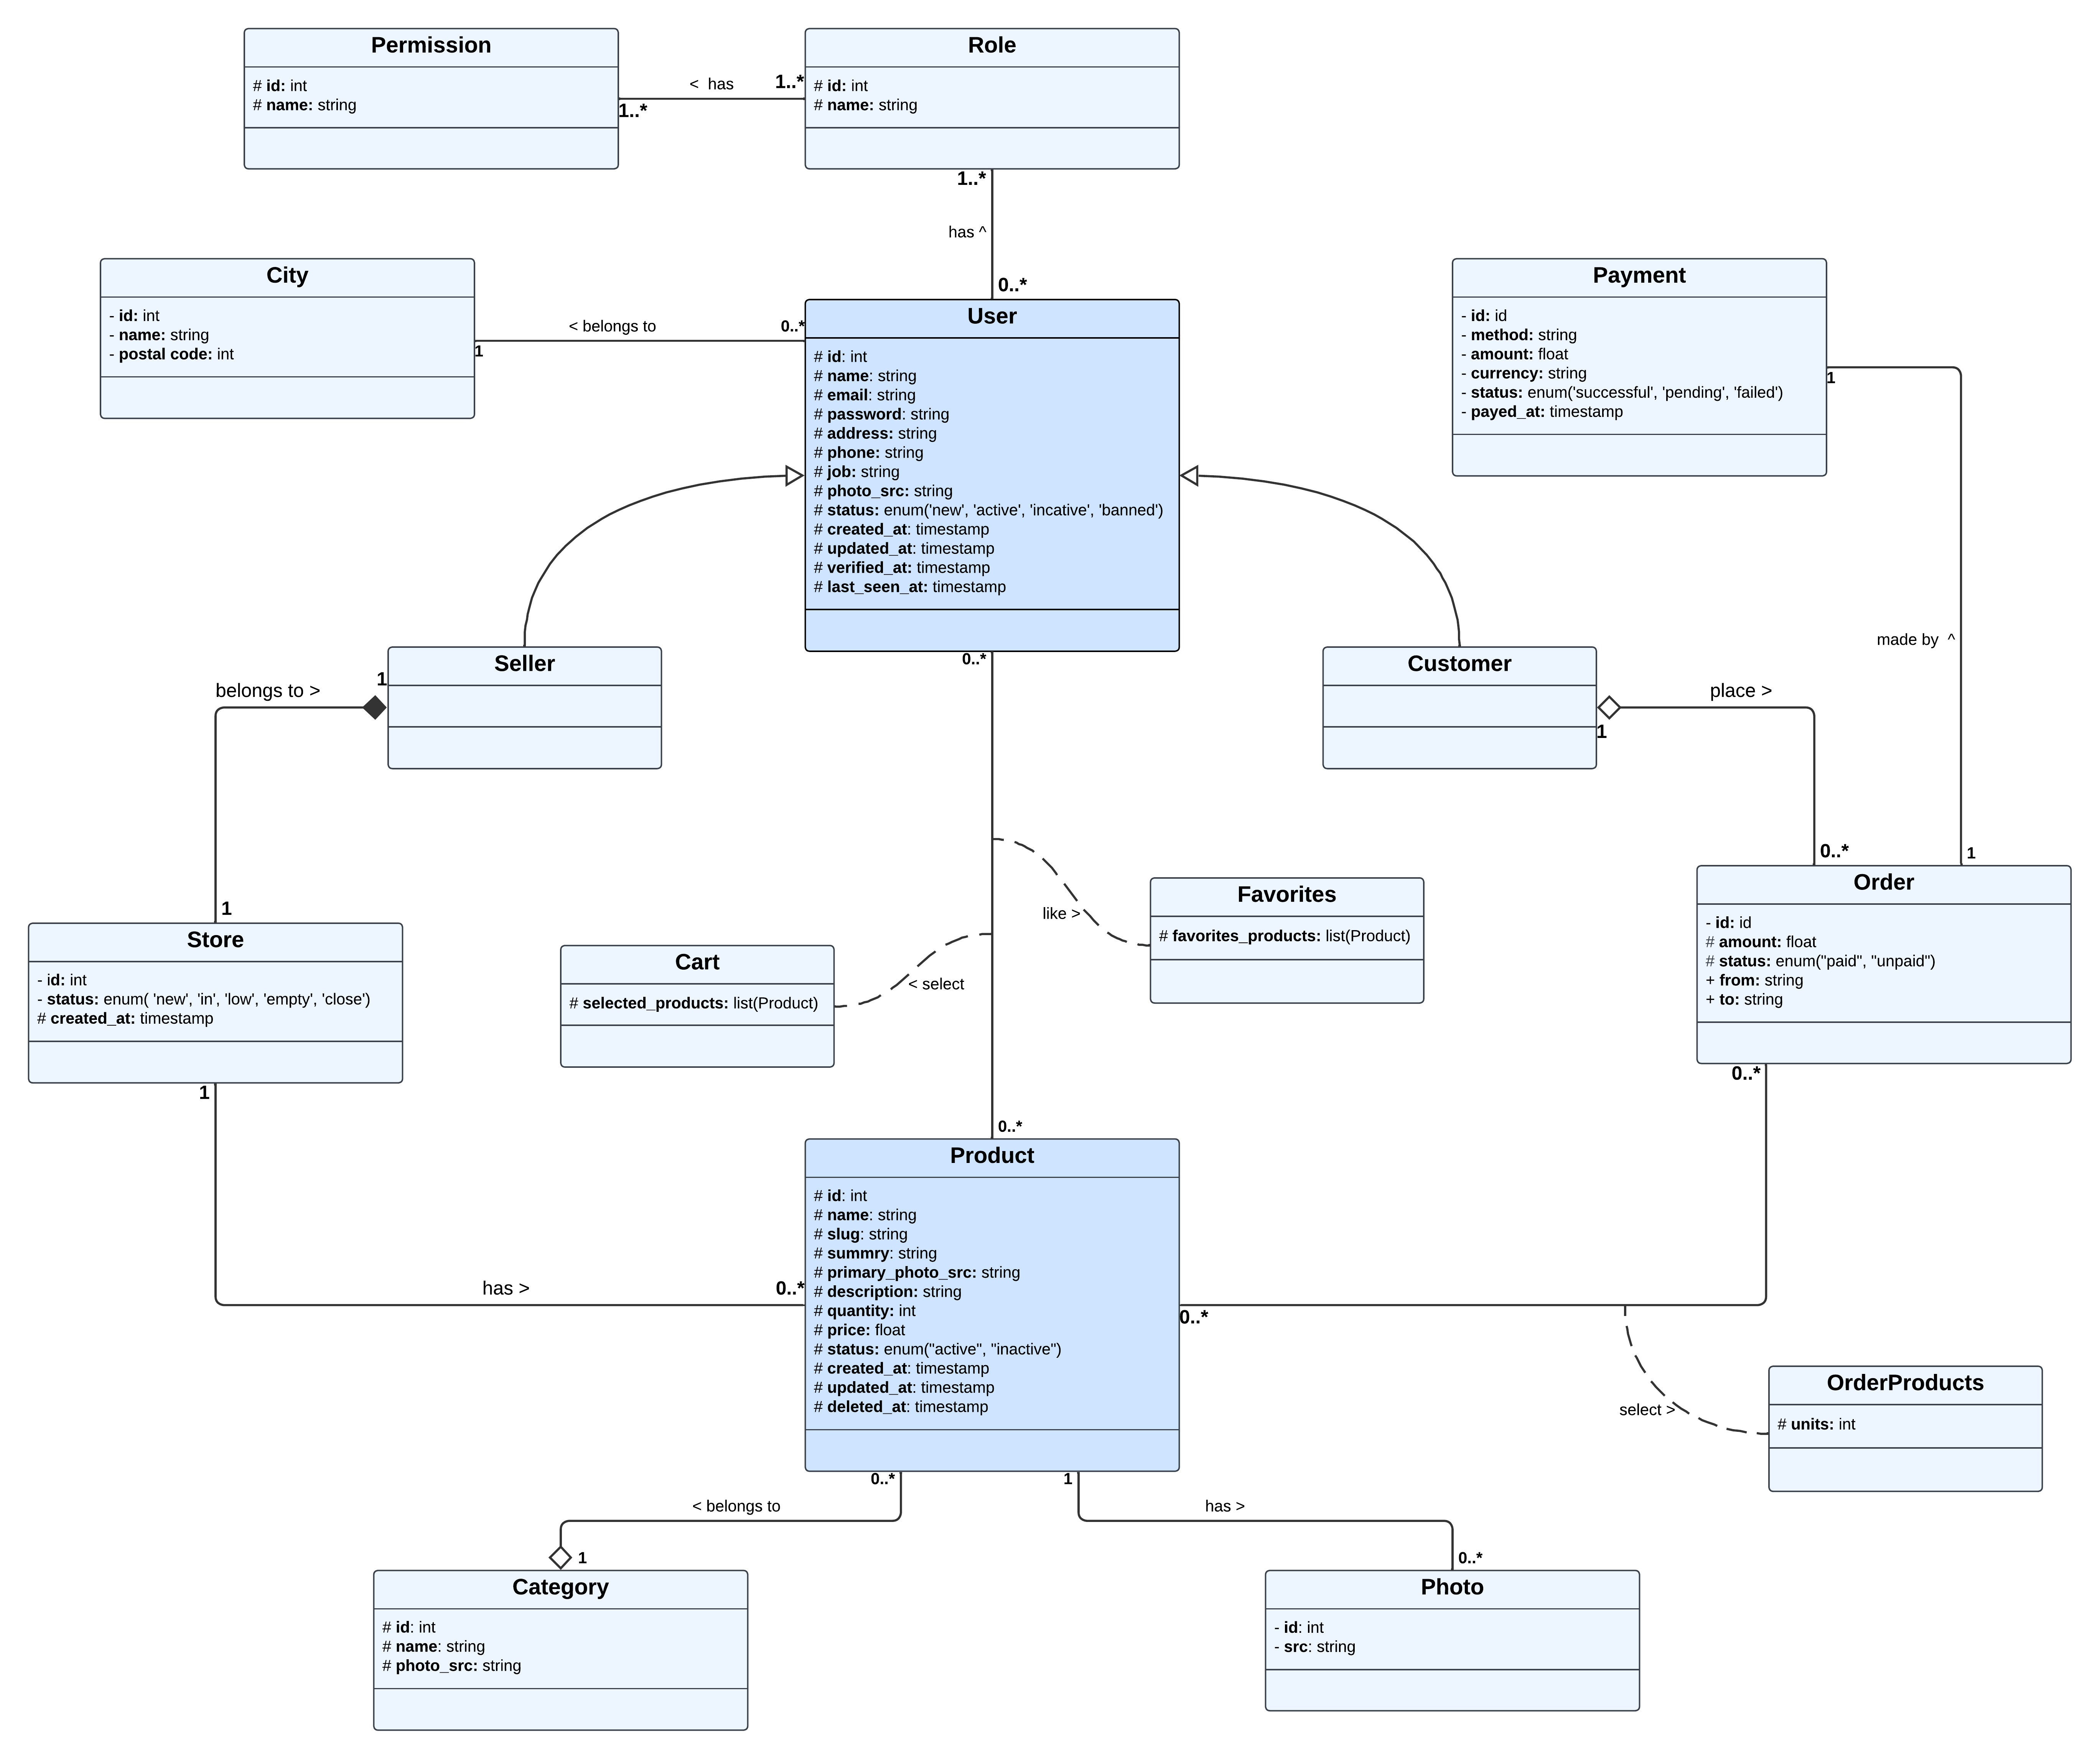 Permission
# id: int
# name: string
< has
1..*
1..*
Role
# id: int
# name: string
1..*
has ^
0..*
City
- id: int
- name: string
- postal code: int
< belongs to
0..*
1
User
# id: int
# name: string
# email: string
# password: string
# address: string
# phone: string
# job: string
# photo_src: string
# status: enum('new', 'active', 'incative', 'banned')
# created_at: timestamp
# updated_at: timestamp
# verified_at: timestamp
# last_seen_at: timestamp
0..*
Payment
- id: id
- method: string
- amount: float
- currency: string
- status: enum('successful', 'pending', 'failed')
- payed_at: timestamp
1
made by ^
Seller
1
belongs to >
1
Customer
1
place >
0..*
1
Store
- id: int
- status: enum( 'new', 'in', 'low', 'empty', 'close')
# created_at: timestamp
1
Cart
# selected_products: list(Product)
< select
like >
Favorites
# favorites_products: list(Product)
Order
- id: id
# amount: float
# status: enum("paid", "unpaid")
+ from: string
+ to: string
0..*
0..*
has >
0..*
Product
# id: int
# name: string
# slug: string
# summry: string
# primary_photo_src: string
# description: string
# quantity: int
# price: float
# status: enum("active", "inactive")
# created_at: timestamp
# updated_at: timestamp
# deleted_at: timestamp
0..*
select >
OrderProducts
# units: int
0..*
1
< belongs to
has >
1
0..*
Category
# id: int
# name: string
# photo_src: string
Photo
- id: int
- src: string